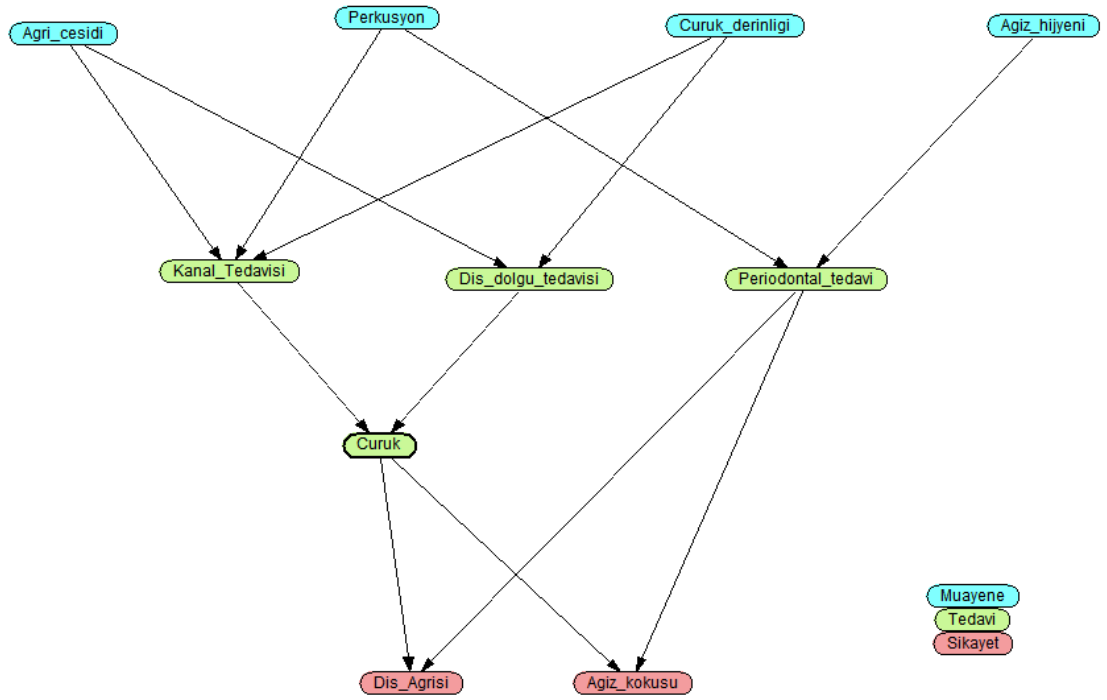 Agri_cesidi
Perkusyon
Curuk_derinligi
Agiz_hijyeni
Kanal_Tedavisi
Dis_dolgu_tedavisi
Periodontal_tedavi
Curuk
Muayene
Tedavi
Sikayet
Dis_Agrisi
Agiz_kokusu